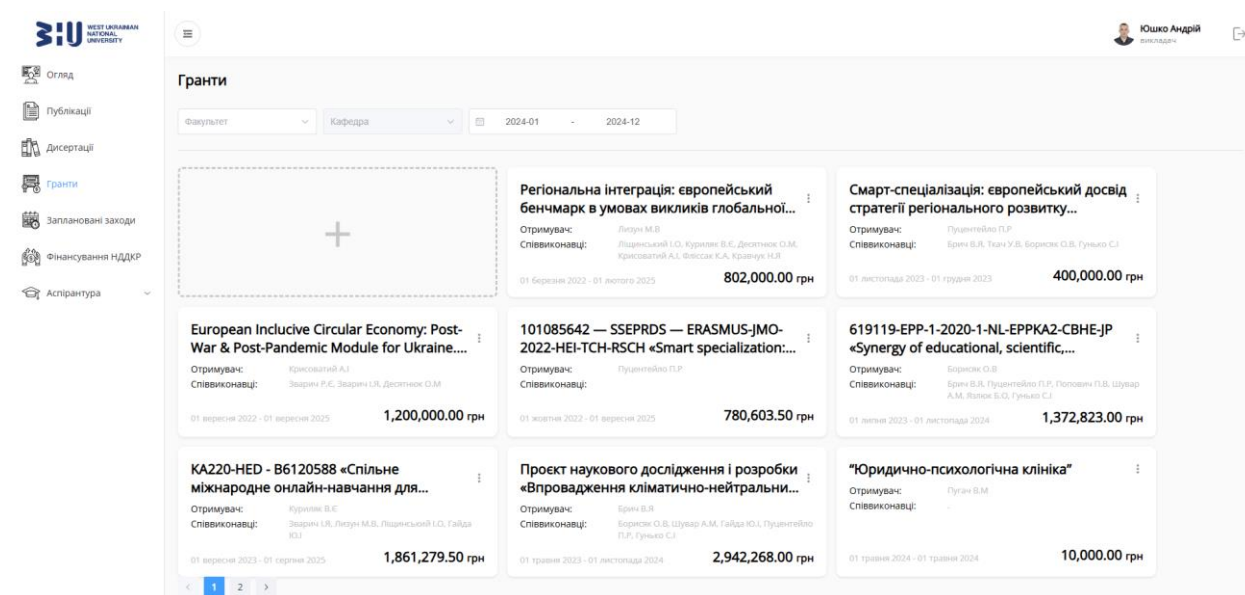 WEST UKRAINIAN
NATIONAL
UNIVERSITY
Юшко Андрій
викладач
Огляд
Публікації
Дисертації
Гранти
Заплановані заходи
Фінансування НДДКР
Аспірантура
Гранти
Факультет
Кафедра
2024-01 - 2024-12
Регіональна інтеграція: європейський
бенчмарк в умовах викликів глобальної...
Отримувач: Лизун М.В
Співвиконавці: Ліщинський І.О, Куриляк В.Є, Десятнюк О.М,
Крисоватий А.І, Фліссак К.А, Кравчук Н.Я
01 березня 2022 - 01 лютого 2025 802,000.00 грн
Смарт-спеціалізація: європейський досвід
стратегії регіонального розвитку...
Отримувач: Пуцентейло П.Р
Співвиконавці: Брич В.Я, Ткач У.В, Борисяк О.В, Гунько С.І
01 листопада 2023 - 01 грудня 2023 400,000.00 грн
European Inclucive Circular Economy: Post-
War & Post-Pandemic Module for Ukraine....
Отримувач: Крисоватий А.І
Співвиконавці: Зварич Р.Є, Зварич І.Я, Десятнюк О.М
01 вересня 2022 - 01 вересня 2025 1,200,000.00 грн
101085642 — SSEPRDS — ERASMUS-JMO-
2022-HEI-TCH-RSCH «Smart specialization:...
Отримувач: Пуцентейло П.Р
Співвиконавці:
01 жовтня 2022 - 01 вересня 2025 780,603.50 грн
619119-EPP-1-2020-1-NL-EPPKA2-CBHE-JP
«Synergy of educational, scientific,...
Отримувач: Борисяк О.В
Співвиконавці: Брич В.Я, Пуцентейло П.Р, Попович П.В, Шувар
А.М, Язлюк Б.О, Гунько С.І
01 липня 2023 - 01 листопада 2024 1,372,823.00 грн
KA220-HED - B6120588 «Спільне
міжнародне онлайн-навчання для...
Отримувач: Куриляк В.Є
Співвиконавці: Зварич І.Я, Лизун М.В, Ліщинський І.О, Гайда
Ю.І
01 вересня 2023 - 01 серпня 2025 1,861,279.50 грн
Проєкт наукового дослідження і розробки
«Впровадження кліматично-нейтральни...
Отримувач: Брич В.Я
Співвиконавці: Борисяк О.В, Шувар А.М, Гайда Ю.І, Пуцентейло
П.Р, Гунько С.І
01 травня 2023 - 01 листопада 2024 2,942,268.00 грн
“Юридично-психологічна клініка”
Отримувач: Пугач В.М
Співвиконавці: .
01 травня 2024 - 01 травня 2024 10,000.00 грн
< 1 2 >